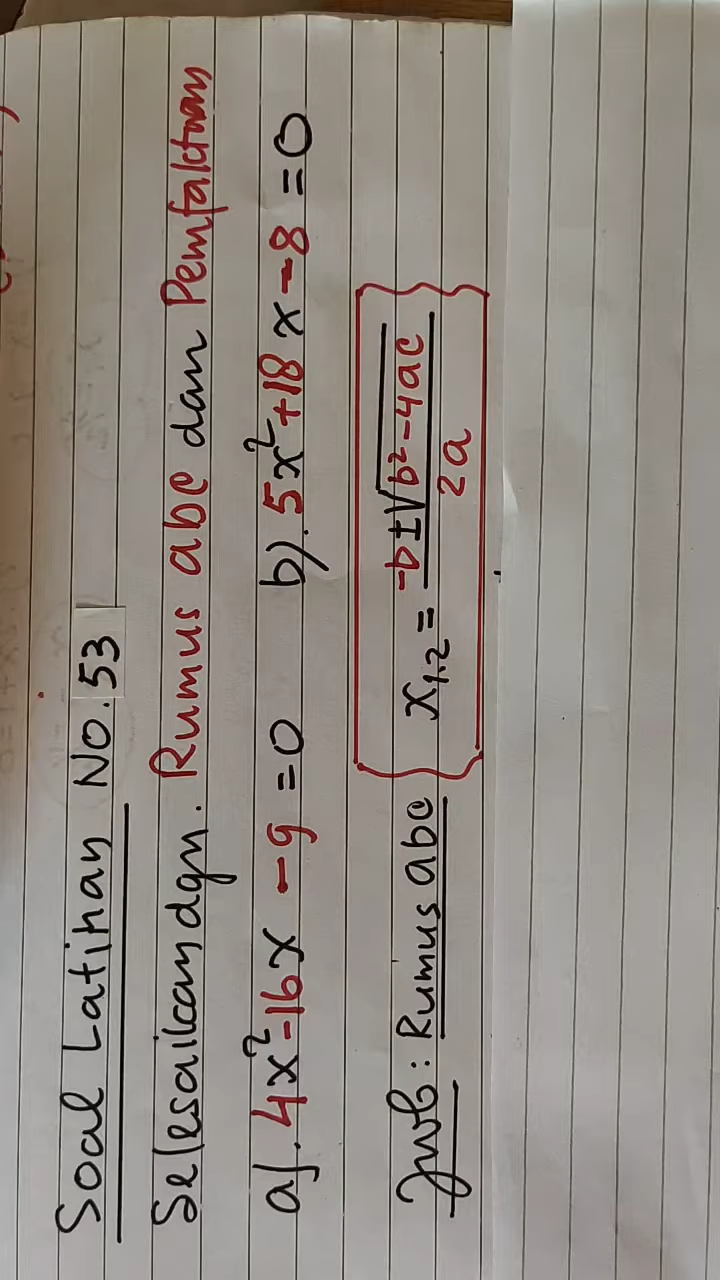 Soal Latihan No. 53
Selesaikan dgn. Rumus abc dan Pemfaktoran
a). 4x²-16x -9 =0 b). 5x²+18x-8 =0
Jwb: Rumus abc x₁.₂ = -b±√b²-4ac / 2a